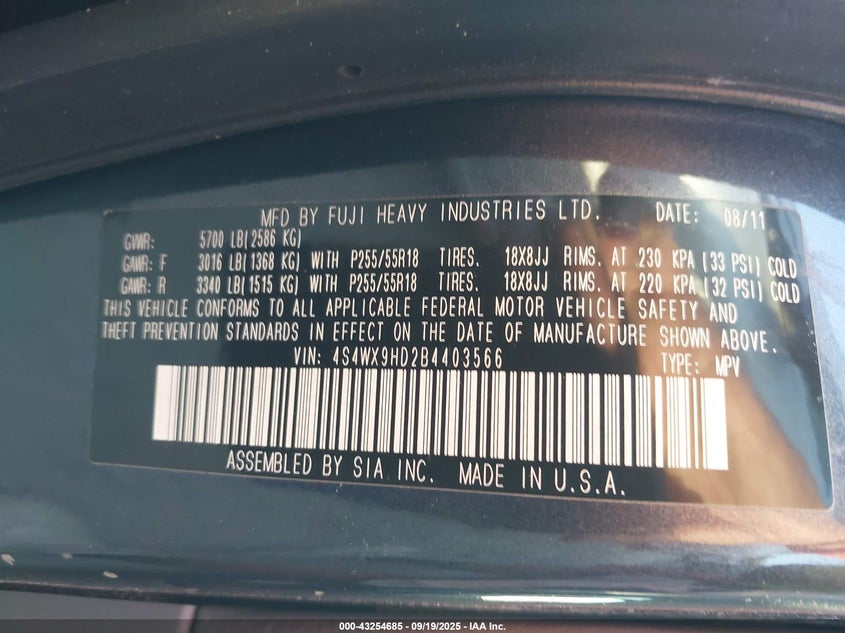 MFD BY FUJI HEAVY INDUSTRIES LTD. DATE: 08/11
GVWR: 5700 LB(2586 KG)
GAWR: F 3016 LB(1368 KG) WITH P255/55R18 TIRES. 18X8JJ RIMS. AT 230 KPA (33 PSI) COLD
GAWR: R 3340 LB(1515 KG) WITH P255/55R18 TIRES. 18X8JJ RIMS. AT 220 KPA (32 PSI) COLD
THIS VEHICLE CONFORMS TO ALL APPLICABLE FEDERAL MOTOR VEHICLE SAFETY AND
THEFT PREVENTION STANDARDS IN EFFECT ON THE DATE OF MANUFACTURE SHOWN ABOVE.
VIN: 4S4WX9HD2B4403566 TYPE: MPV
ASSEMBLED BY SIA INC. MADE IN U.S.A.
000-43254685 - 09/19/2025 - IAA Inc.